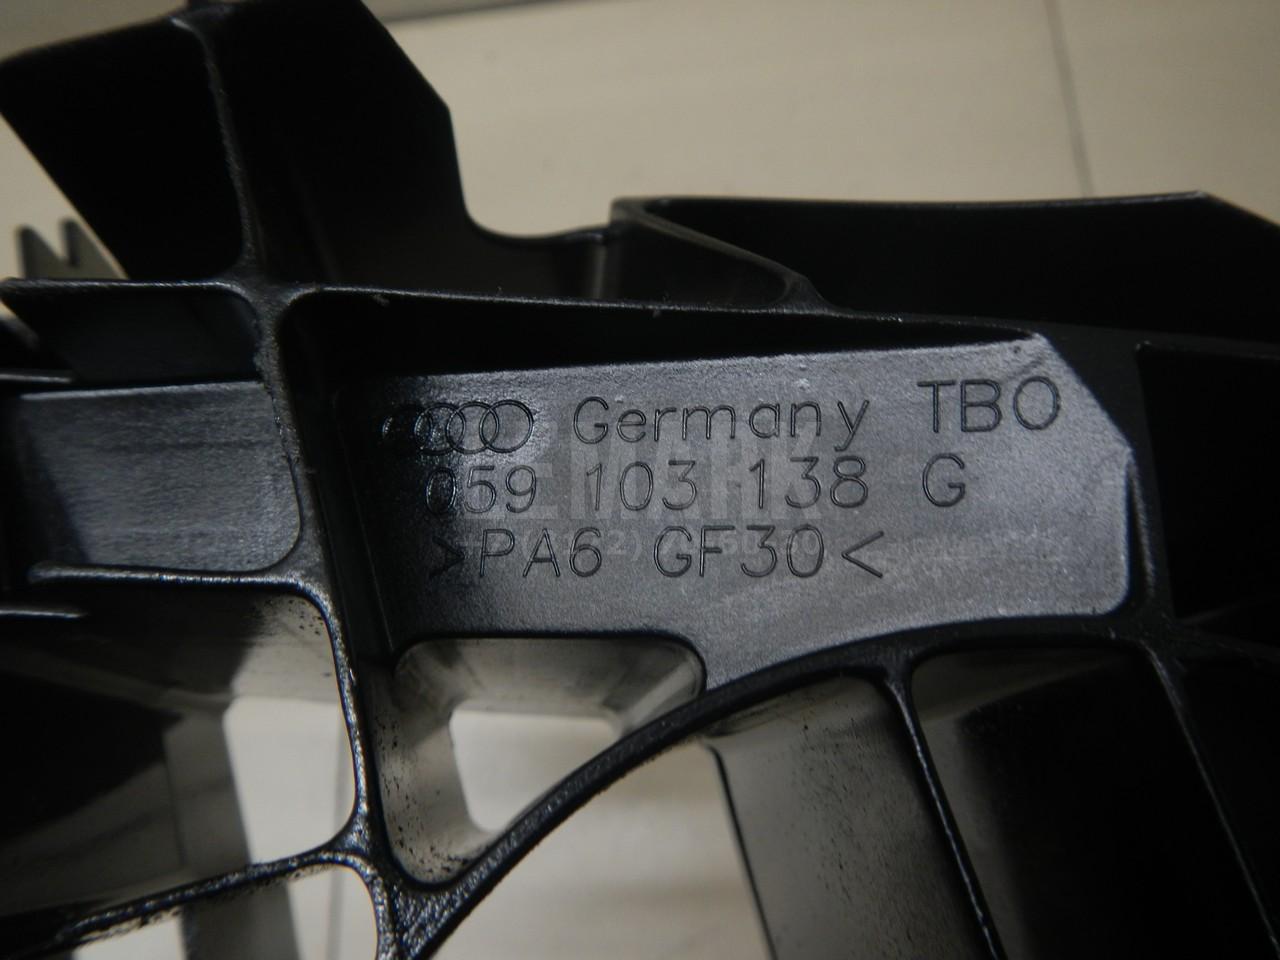 Germany TBO
059 103 138 G
>PA6 GF30<